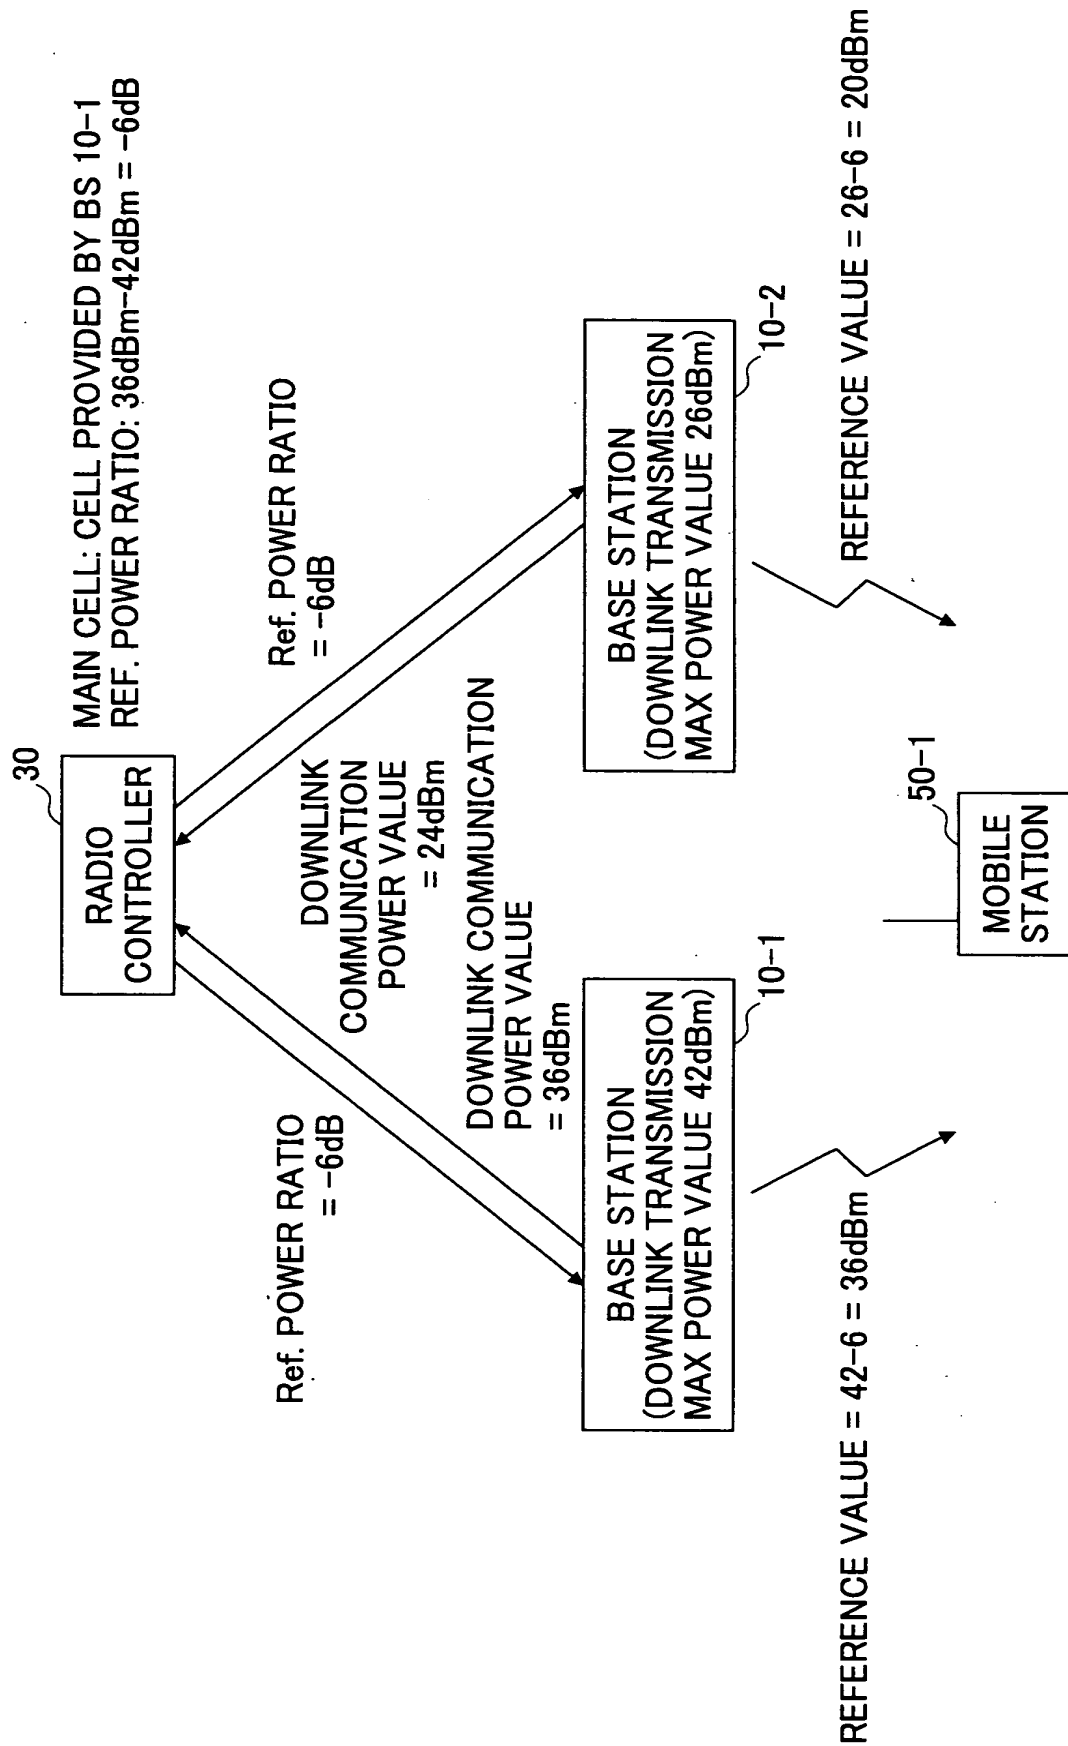 30
RADIO
CONTROLLER
MAIN CELL: CELL PROVIDED BY BS 10-1
REF. POWER RATIO: 36dBm-42dBm = -6dB
Ref. POWER RATIO
= -6dB
Ref. POWER RATIO
= -6dB
DOWNLINK
COMMUNICATION
POWER VALUE
= 24dBm
DOWNLINK COMMUNICATION
POWER VALUE
= 36dBm
BASE STATION
(DOWNLINK TRANSMISSION
MAX POWER VALUE 42dBm)
10-1
BASE STATION
(DOWNLINK TRANSMISSION
MAX POWER VALUE 26dBm)
10-2
REFERENCE VALUE = 42-6 = 36dBm
REFERENCE VALUE = 26-6 = 20dBm
50-1
MOBILE
STATION